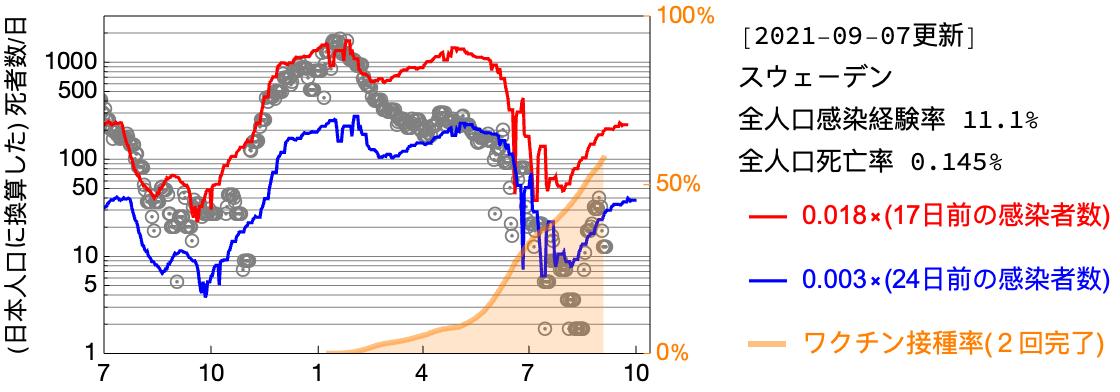 (日本人口に換算した) 死者数/日
1000
500
100
50
10
5
1
7
10
1
4
7
10
100%
50%
0%
[2021-09-07更新]
スウェーデン
全人口感染経験率 11.1%
全人口死亡率 0.145%
0.018×(17日前の感染者数)
0.003×(24日前の感染者数)
ワクチン接種率(２回完了)